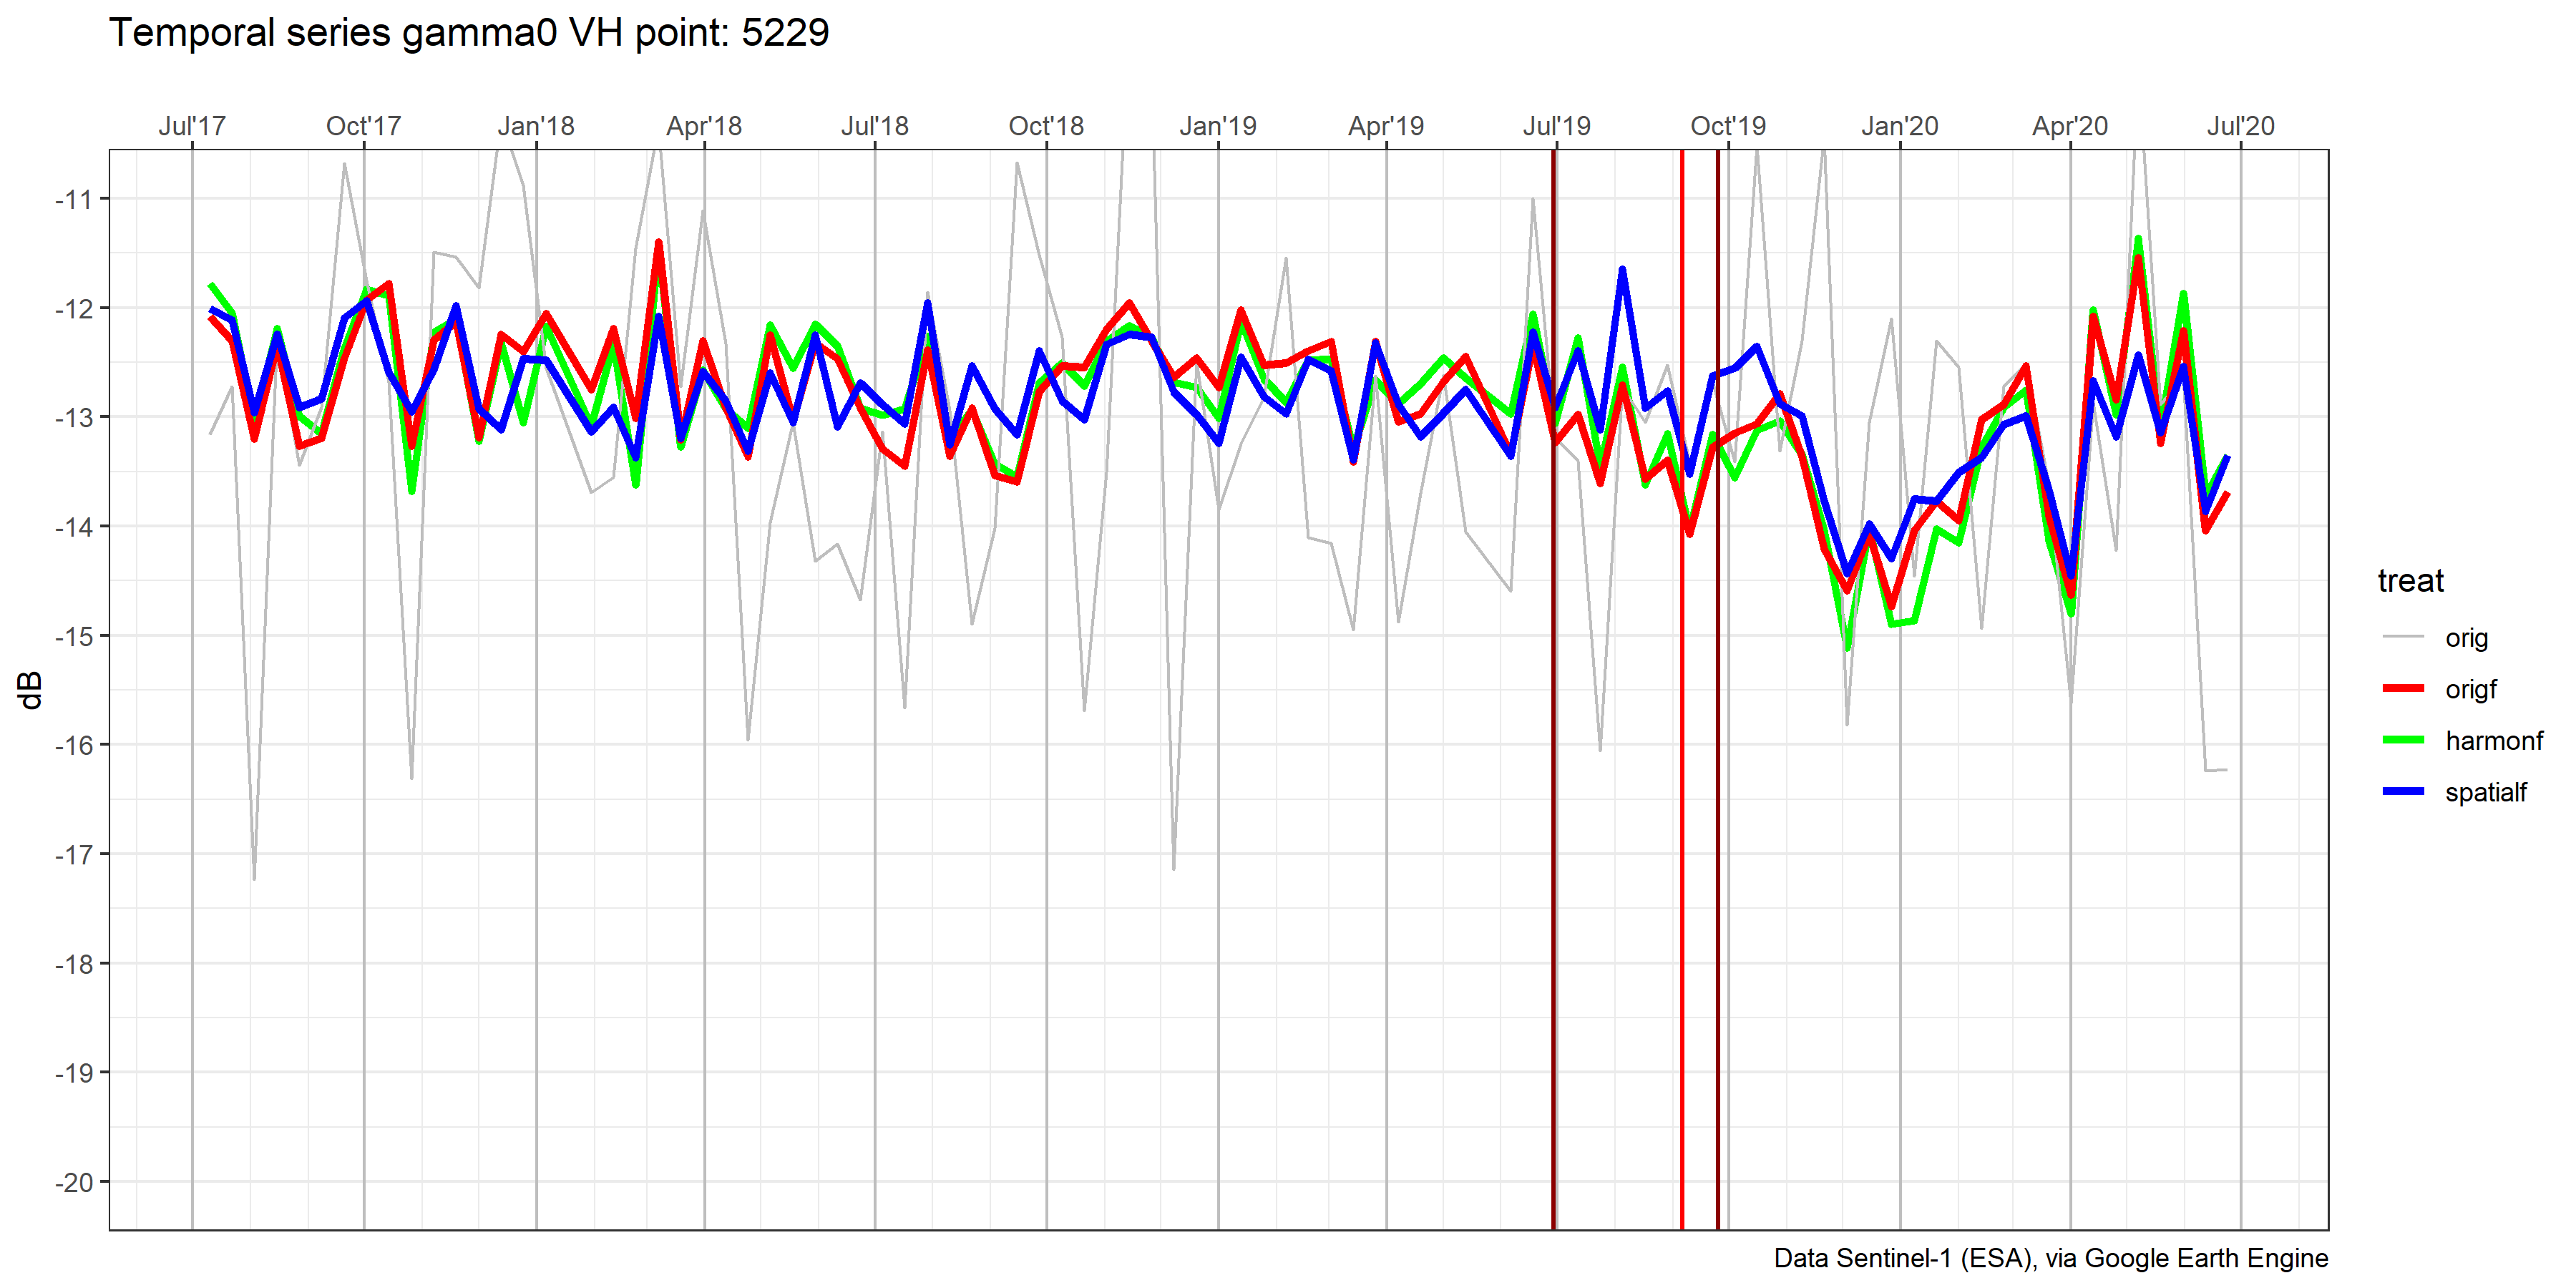 Temporal series gamma0 VH point: 5229
Jul'17 Oct'17 Jan'18 Apr'18 Jul'18 Oct'18 Jan'19 Apr'19 Jul'19 Oct'19 Jan'20 Apr'20 Jul'20
-11
-12
-13
-14
-15
-16
-17
-18
-19
-20
dB
treat
orig
origf
harmonf
spatialf
Data Sentinel-1 (ESA), via Google Earth Engine